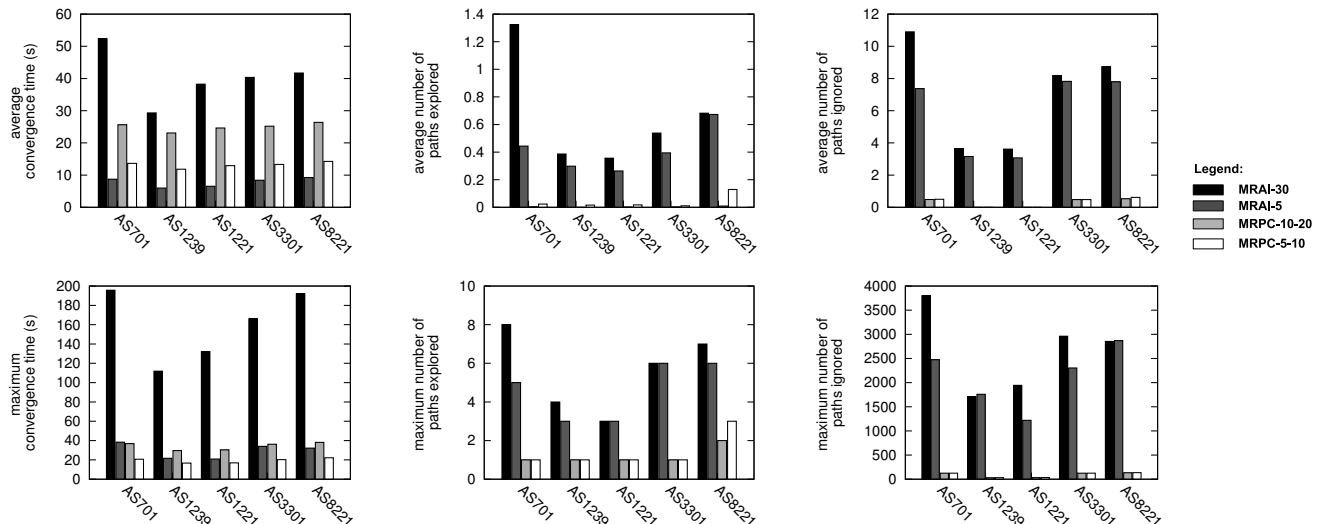 average
convergence time (s)
60
50
40
30
20
10
0
AS701
AS1239
AS1221
AS3301
AS8221
average number of
paths explored
1.4
1.2
1
0.8
0.6
0.4
0.2
0
AS701
AS1239
AS1221
AS3301
AS8221
average number of
paths ignored
12
10
8
6
4
2
0
AS701
AS1239
AS1221
AS3301
AS8221
Legend:
MRAI-30
MRAI-5
MRPC-10-20
MRPC-5-10
maximum
convergence time (s)
200
180
160
140
120
100
80
60
40
20
0
AS701
AS1239
AS1221
AS3301
AS8221
maximum number of
paths explored
10
8
6
4
2
0
AS701
AS1239
AS1221
AS3301
AS8221
maximum number of
paths ignored
4000
3500
3000
2500
2000
1500
1000
500
0
AS701
AS1239
AS1221
AS3301
AS8221